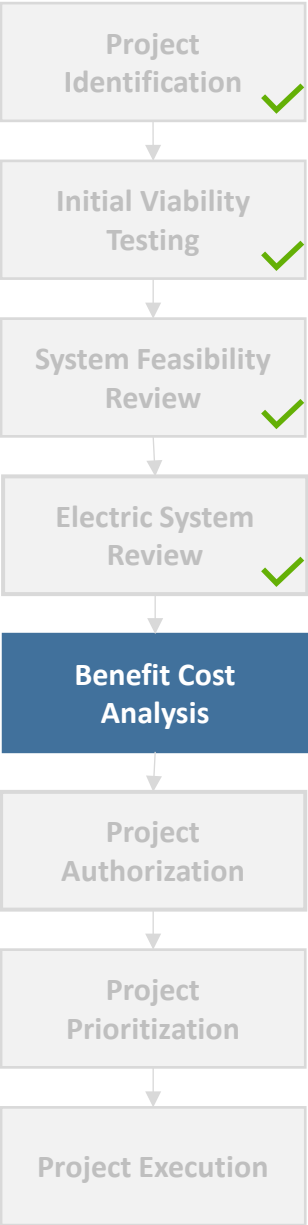 Project
Identification
Initial Viability
Testing
System Feasibility
Review
Electric System
Review
Benefit Cost
Analysis
Project
Authorization
Project
Prioritization
Project Execution